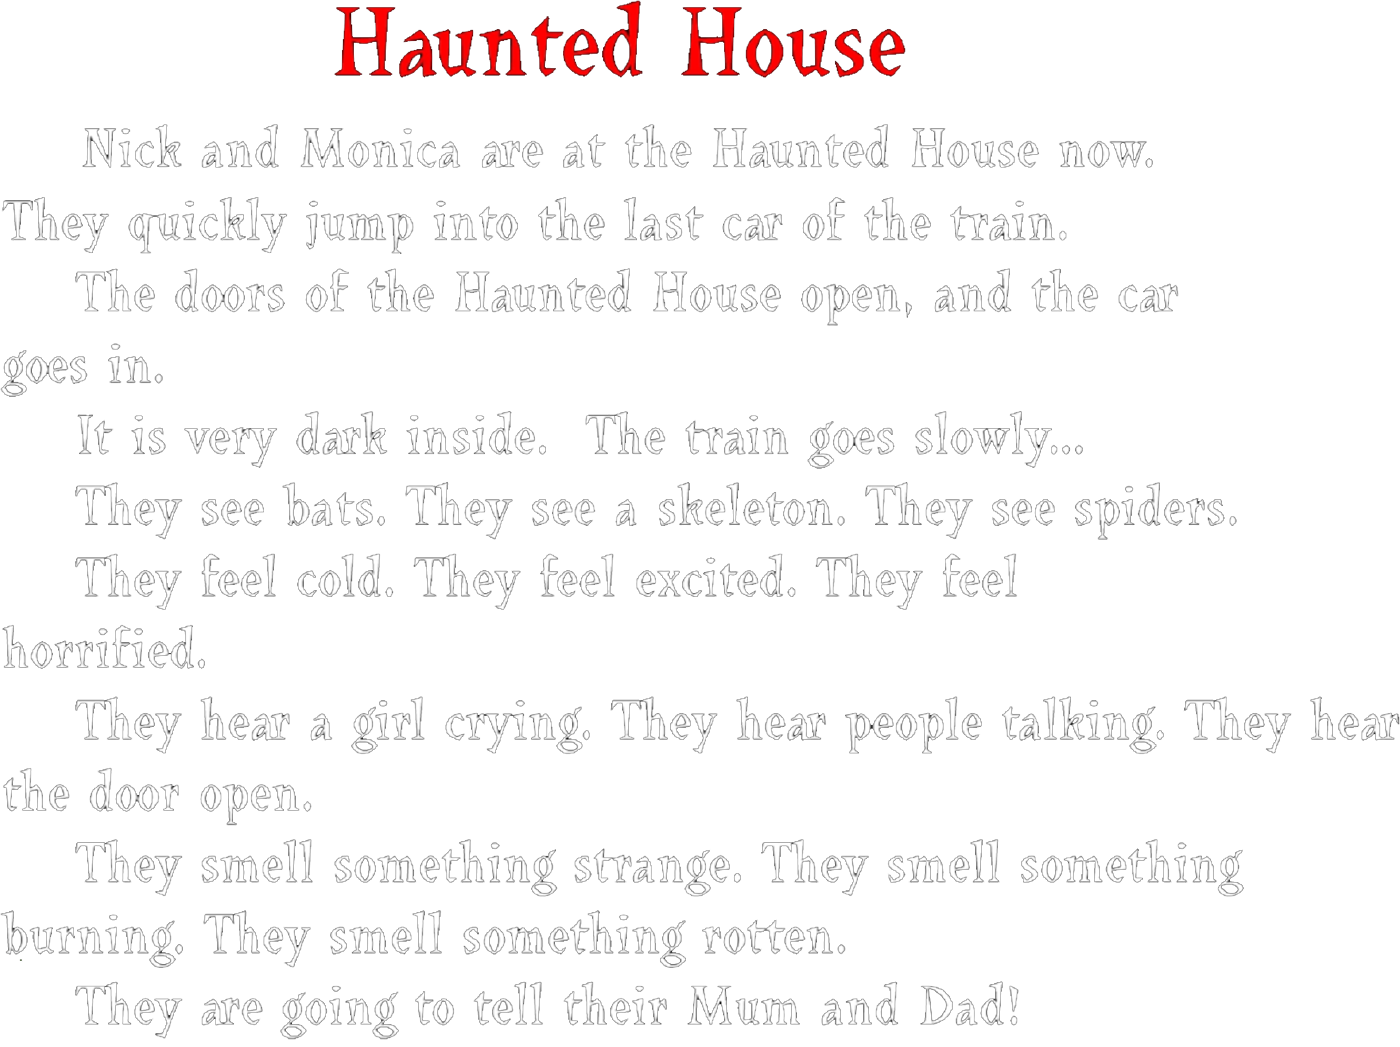 Haunted House
Nick and Monica are at the Haunted House now.
They quickly jump into the last car of the train.
The doors of the Haunted House open, and the car
goes in.
It is very dark inside. The train goes slowly...
They see bats. They see a skeleton. They see spiders.
They feel cold. They feel excited. They feel
horrified.
They hear a girl crying. They hear people talking. They hear
the door open.
They smell something strange. They smell something
burning. They smell something rotten.
They are going to tell their Mum and Dad!